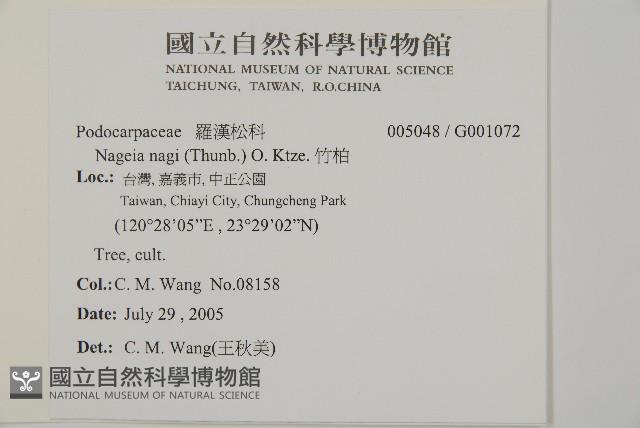 國立自然科學博物館
NATIONAL MUSEUM OF NATURAL SCIENCE
TAICHUNG, TAIWAN, R.O.CHINA
Podocarpaceae 羅漢松科 005048 / G001072
Nageia nagi (Thunb.) O. Ktze. 竹柏
Loc.: 台灣, 嘉義市, 中正公園
Taiwan, Chiayi City, Chungcheng Park
(120°28’05”E , 23°29’02”N)
Tree, cult.
Col.: C. M. Wang No.08158
Date: July 29 , 2005
Det.: C. M. Wang(王秋美)
國立自然科學博物館
NATIONAL MUSEUM OF NATURAL SCIENCE